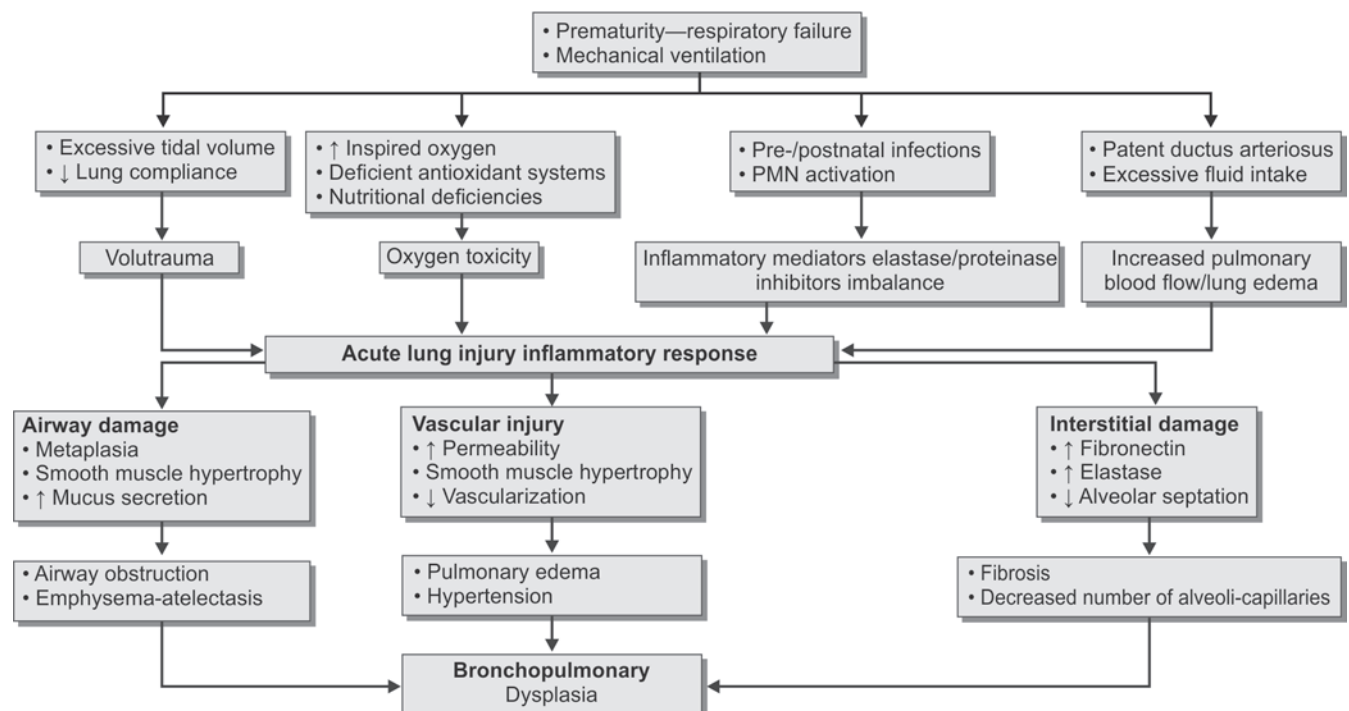 • Prematurity—respiratory failure
• Mechanical ventilation
• Excessive tidal volume
• ↓ Lung compliance
• ↑ Inspired oxygen
• Deficient antioxidant systems
• Nutritional deficiencies
• Pre-/postnatal infections
• PMN activation
• Patent ductus arteriosus
• Excessive fluid intake
Volutrauma
Oxygen toxicity
Inflammatory mediators elastase/proteinase
inhibitors imbalance
Increased pulmonary
blood flow/lung edema
Acute lung injury inflammatory response
Airway damage
• Metaplasia
• Smooth muscle hypertrophy
• ↑ Mucus secretion
Vascular injury
• ↑ Permeability
• Smooth muscle hypertrophy
• ↓ Vascularization
Interstitial damage
• ↑ Fibronectin
• ↑ Elastase
• ↓ Alveolar septation
• Airway obstruction
• Emphysema-atelectasis
• Pulmonary edema
• Hypertension
• Fibrosis
• Decreased number of alveoli-capillaries
Bronchopulmonary
Dysplasia